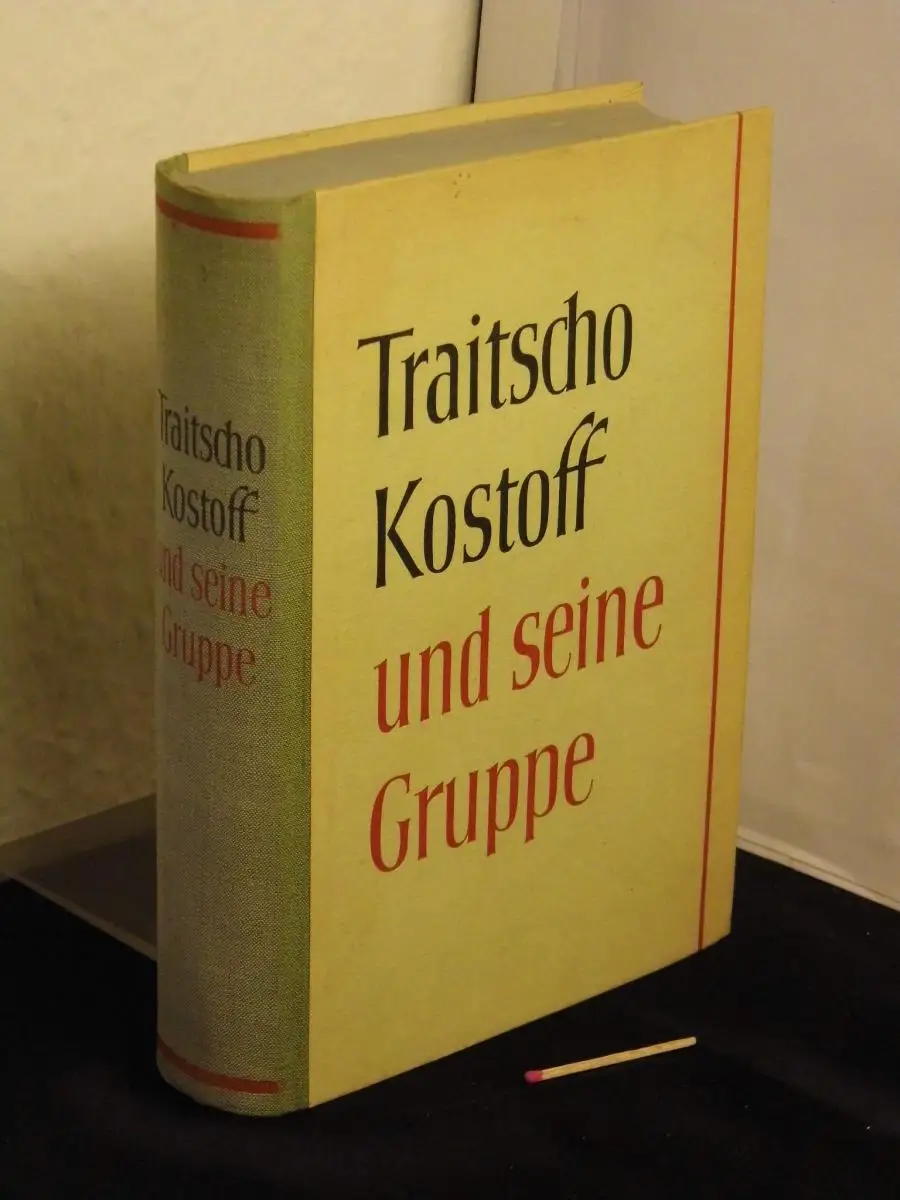 Traitscho
Kostoff
und seine
Gruppe
Traitscho
Kostoff
und seine
Gruppe